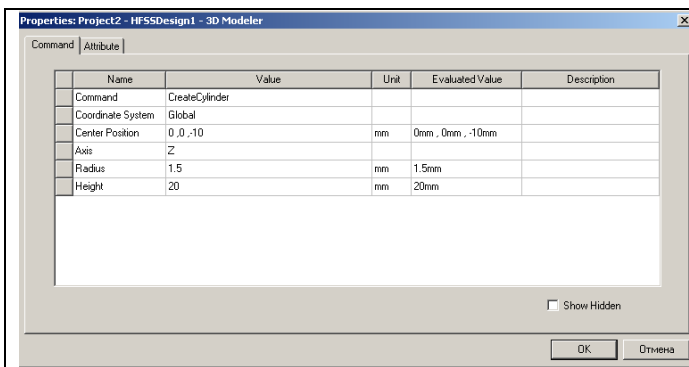 Properties: Project2 - HFSSDesign1 - 3D Modeler
Command Attribute
Name Value Unit Evaluated Value Description
Command CreateCylinder
Coordinate System Global
Center Position 0 ,0 ,-10 mm 0mm , 0mm , -10mm
Axis Z
Radius 1.5 mm 1.5mm
Height 20 mm 20mm
Show Hidden
OK Отмена